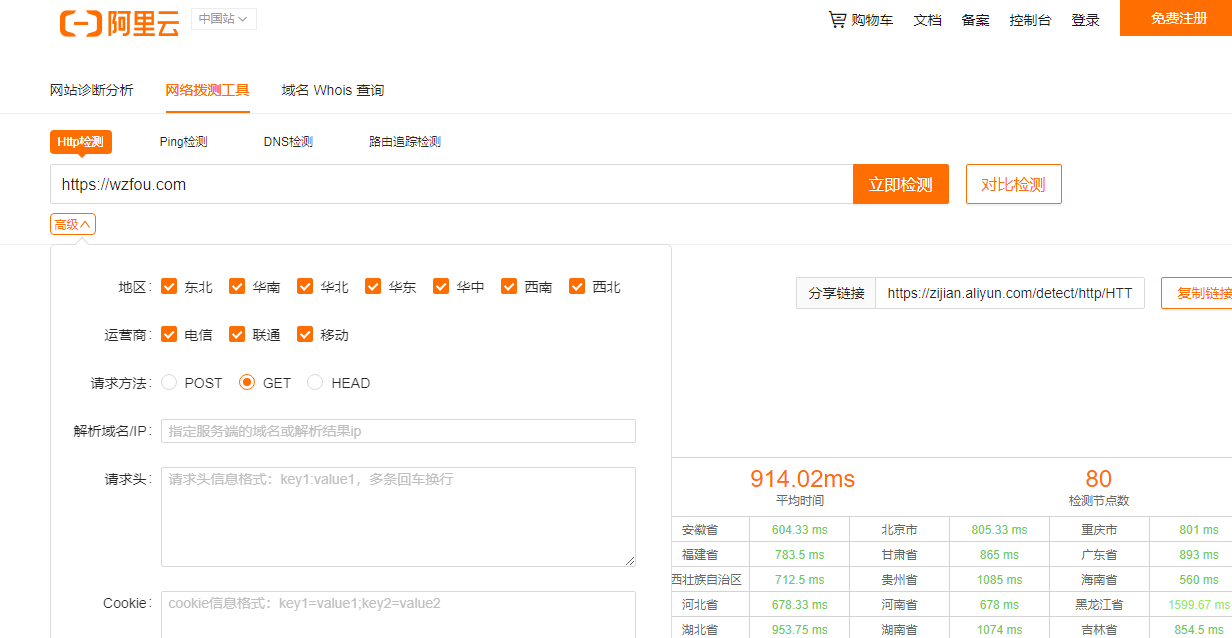 阿里云 中国站 购物车 文档 备案 控制台 登录 免费注册
网站诊断分析 网络拨测工具 域名 Whois 查询
Http检测 Ping检测 DNS检测 路由追踪检测
https://wzfou.com 立即检测 对比检测
高级
地区: 东北 华南 华北 华东 华中 西南 西北
分享链接 https://zijian.aliyun.com/detect/http/HTT 复制链接
运营商: 电信 联通 移动
请求方法: POST GET HEAD
解析域名/IP: 指定服务端的域名或解析结果ip
请求头: 请求头信息格式：key1:value1，多条回车换行
914.02ms 80
平均时间 检测节点数
安徽省 604.33 ms 北京市 805.33 ms 重庆市 801 ms
福建省 783.5 ms 甘肃省 865 ms 广东省 893 ms
西壮族自治区 712.5 ms 贵州省 1085 ms 海南省 560 ms
Cookie: cookie信息格式：key1=value1;key2=value2
河北省 678.33 ms 河南省 678 ms 黑龙江省 1599.67 ms
湖北省 953.75 ms 湖南省 1074 ms 吉林省 854.5 ms